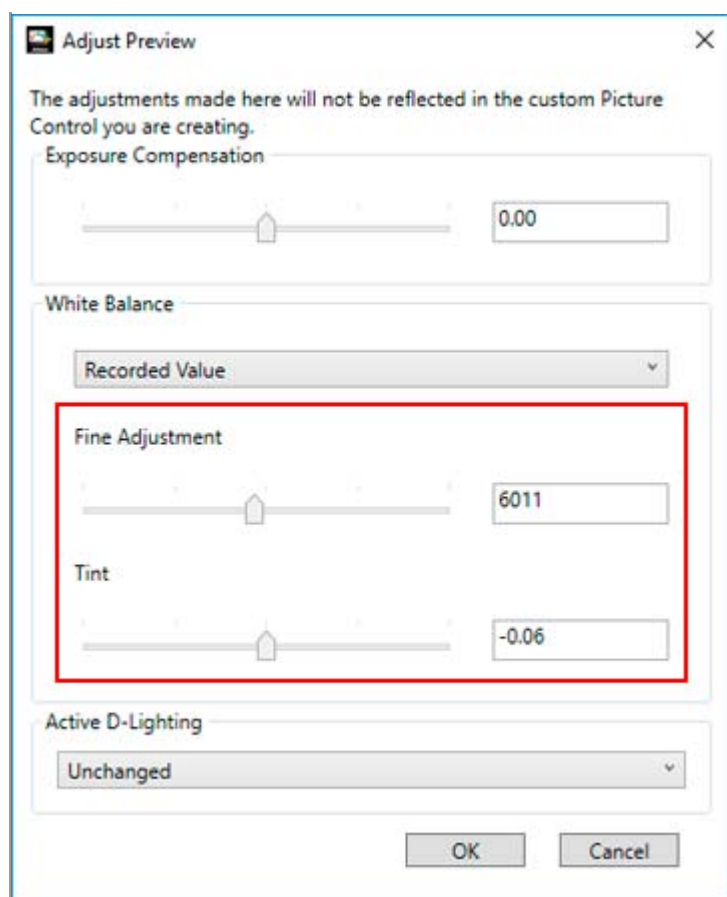 Adjust Preview
The adjustments made here will not be reflected in the custom Picture
Control you are creating.
Exposure Compensation
0.00
White Balance
Recorded Value
Fine Adjustment
6011
Tint
-0.06
Active D-Lighting
Unchanged
OK Cancel